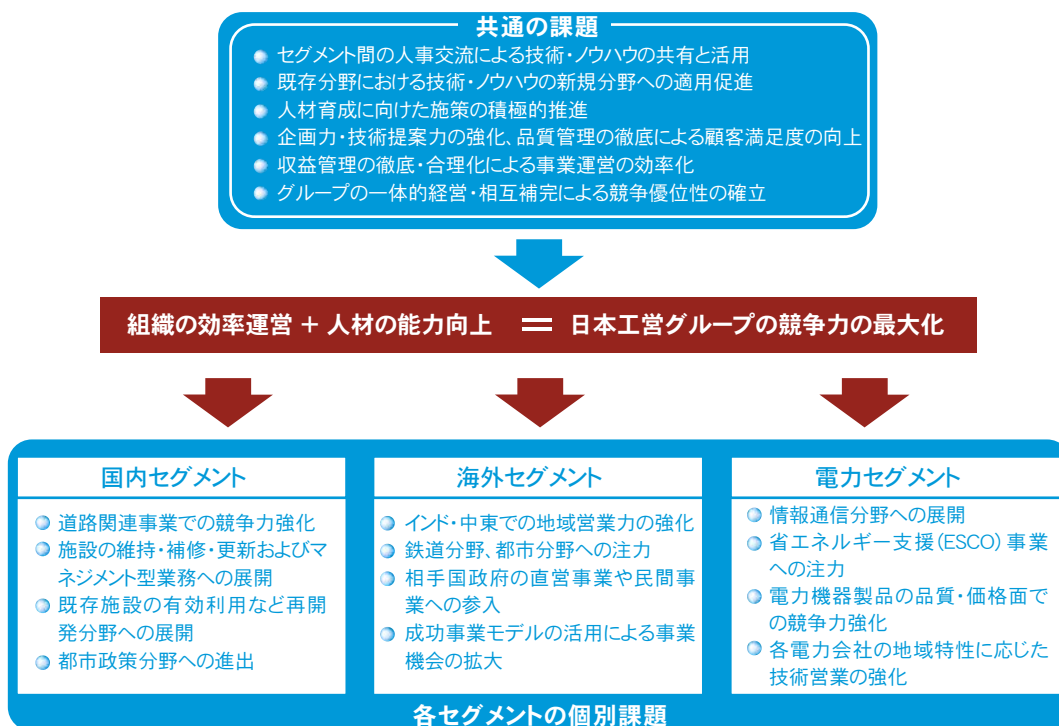 共通の課題
セグメント間の人事交流による技術・ノウハウの共有と活用
既存分野における技術・ノウハウの新規分野への適用促進
人材育成に向けた施策の積極的推進
企画力・技術提案力の強化、品質管理の徹底による顧客満足度の向上
収益管理の徹底・合理化による事業運営の効率化
グループの一体的経営・相互補完による競争優位性の確立
組織の効率運営 + 人材の能力向上 = 日本工営グループの競争力の最大化
国内セグメント
道路関連事業での競争力強化
施設の維持・補修・更新およびマ
ネジメント型業務への展開
既存施設の有効利用など再開
発分野への展開
都市政策分野への進出
海外セグメント
インド・中東での地域営業力の強化
鉄道分野、都市分野への注力
相手国政府の直営事業や民間事
業への参入
成功事業モデルの活用による事業
機会の拡大
電力セグメント
情報通信分野への展開
省エネルギー支援(ESCO)事業
への注力
電力機器製品の品質・価格面で
の競争力強化
各電力会社の地域特性に応じた
技術営業の強化
各セグメントの個別課題